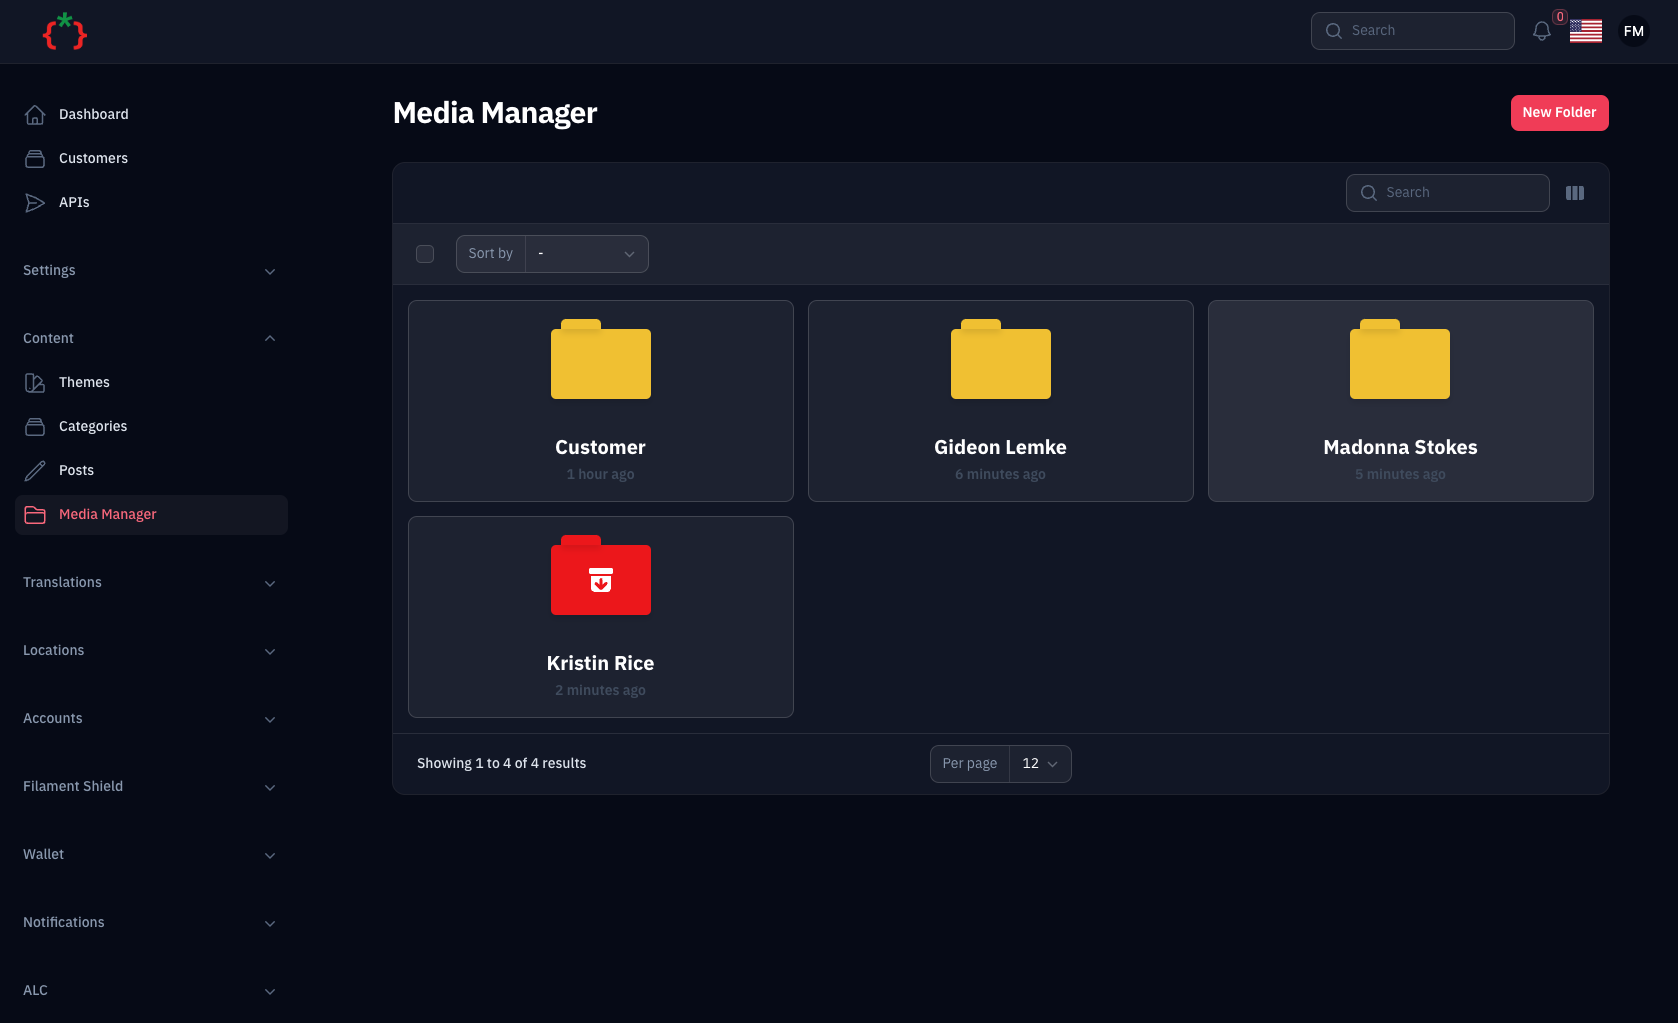 Search
0
FM
Dashboard
Customers
APIs
Settings
Content
Themes
Categories
Posts
Media Manager
Translations
Locations
Accounts
Filament Shield
Wallet
Notifications
ALC
Media Manager
New Folder
Search
Sort by
-
Customer
1 hour ago
Gideon Lemke
6 minutes ago
Madonna Stokes
5 minutes ago
Kristin Rice
2 minutes ago
Showing 1 to 4 of 4 results
Per page
12